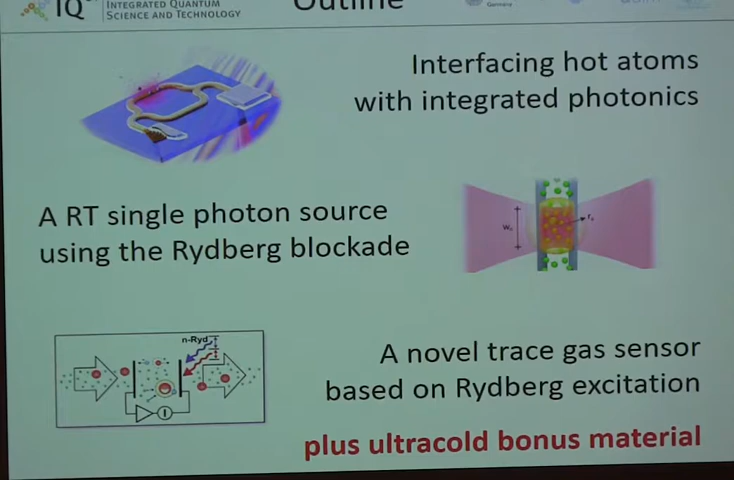 IQ
INTEGRATED QUANTUM
SCIENCE AND TECHNOLOGY
Outline
Interfacing hot atoms
with integrated photonics
A RT single photon source
using the Rydberg blockade
n-Ryd
I
A novel trace gas sensor
based on Rydberg excitation
plus ultracold bonus material